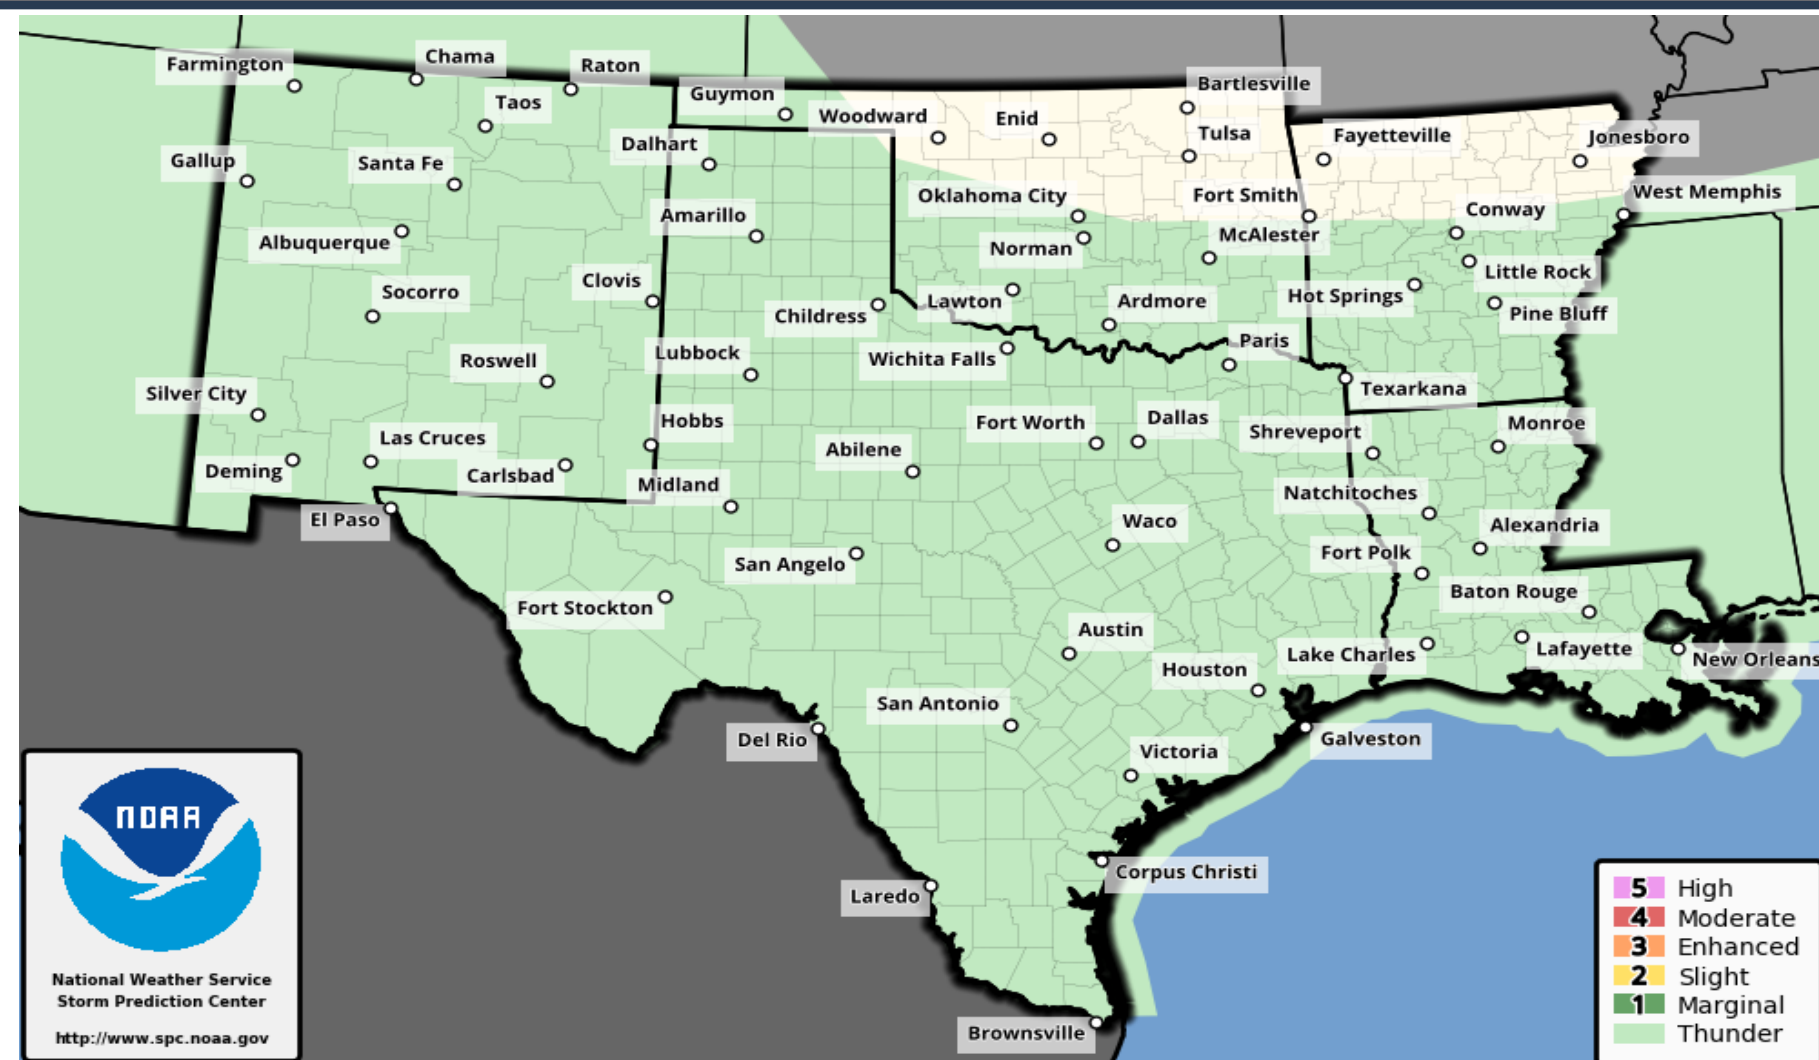 Chama
Farmington
Raton
Bartlesville
Guymon
Taos
Woodward
Enid
Tulsa
Fayetteville
Jonesboro
Dalhart
Gallup
Santa Fe
West Memphis
Oklahoma City
Fort Smith
Conway
Amarillo
McAlester
Albuquerque
Norman
Little Rock
Clovis
Socorro
Hot Springs
Lawton
Ardmore
Childress
Pine Bluff
Paris
Lubbock
Wichita Falls
Roswell
Texarkana
Silver City
Dallas
Hobbs
Fort Worth
Monroe
Shreveport
Las Cruces
Abilene
Deming
Carlsbad
Midland
Natchitoches
El Paso
Waco
Alexandria
Fort Polk
San Angelo
Baton Rouge
Fort Stockton
Austin
Lake Charles
Lafayette
New Orleans
Houston
San Antonio
Del Rio
Galveston
Victoria
Corpus Christi
Laredo
Brownsville
NOAA
National Weather Service
Storm Prediction Center
http://www.spc.noaa.gov
5 High
4 Moderate
3 Enhanced
2 Slight
1 Marginal
Thunder